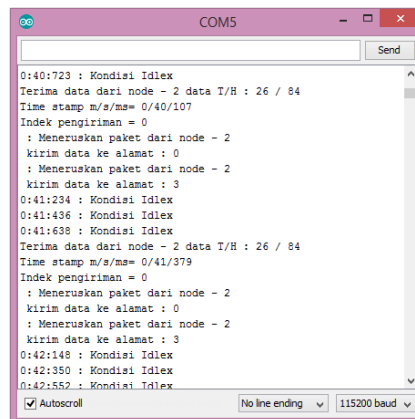 COM5
Send
0:40:723 : Kondisi Idlex
Terima data dari node - 2 data T/H : 26 / 84
Time stamp m/s/ms= 0/40/107
Indek pengiriman = 0
: Meneruskan paket dari node - 2
kirim data ke alamat : 0
: Meneruskan paket dari node - 2
kirim data ke alamat : 3
0:41:234 : Kondisi Idlex
0:41:436 : Kondisi Idlex
0:41:638 : Kondisi Idlex
Terima data dari node - 2 data T/H : 26 / 84
Time stamp m/s/ms= 0/41/379
Indek pengiriman = 0
: Meneruskan paket dari node - 2
kirim data ke alamat : 0
: Meneruskan paket dari node - 2
kirim data ke alamat : 3
0:42:148 : Kondisi Idlex
0:42:350 : Kondisi Idlex
0:42:552 : Kondisi Idlex
Autoscroll No line ending 115200 baud